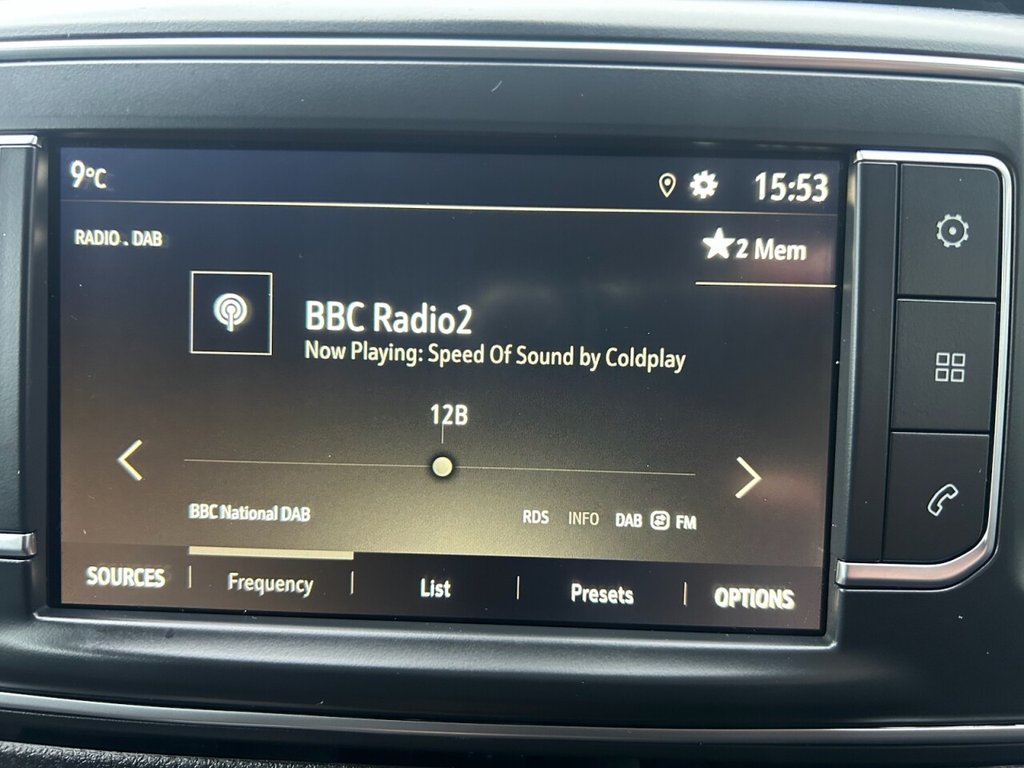 9°C 15:53
RADIO . DAB
2 Mem
BBC Radio2
Now Playing: Speed Of Sound by Coldplay
12B
BBC National DAB RDS INFO DAB FM
SOURCES Frequency List Presets OPTIONS